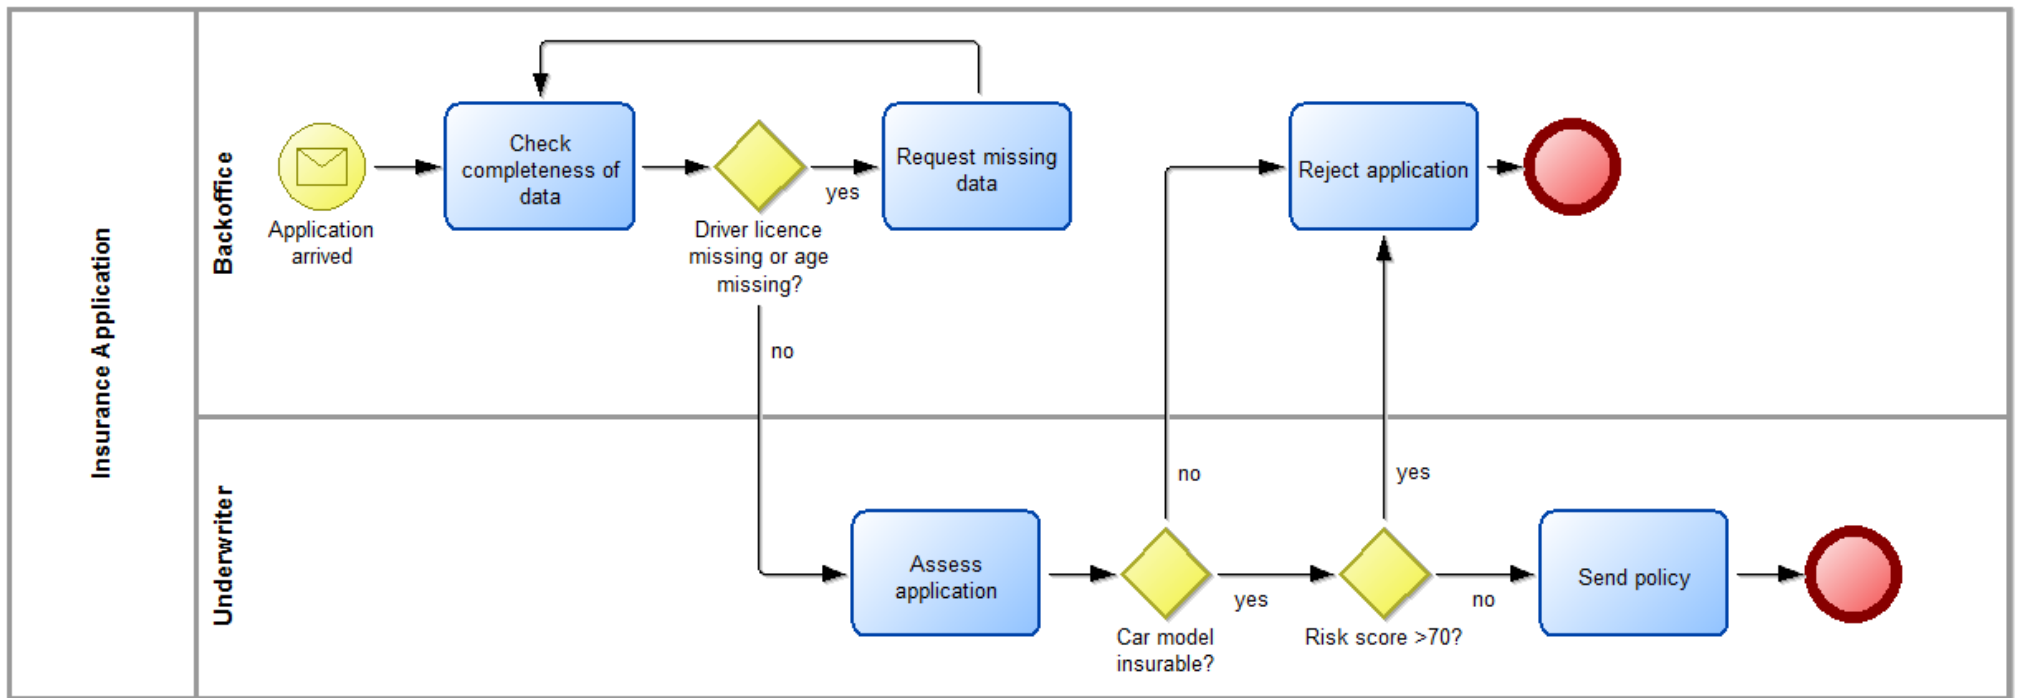 Insurance Application
Backoffice
Application
arrived
Check
completeness of
data
Driver licence
missing or age
missing?
yes
Request missing
data
no
Reject application
Underwriter
Assess
application
Car model
insurable?
no
yes
Risk score >70?
yes
no
Send policy